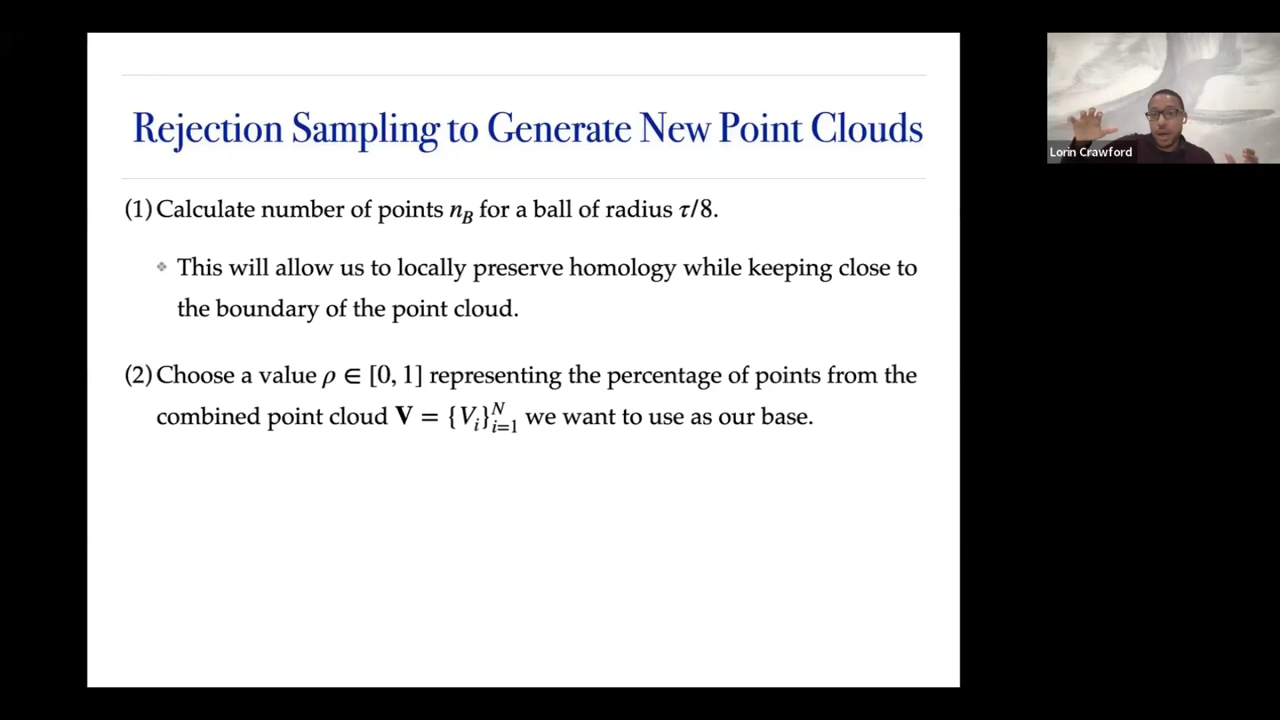 Rejection Sampling to Generate New Point Clouds
Lorin Crawford
(1) Calculate number of points n_B for a ball of radius τ/8.
❖ This will allow us to locally preserve homology while keeping close to
the boundary of the point cloud.
(2) Choose a value ρ ∈ [0, 1] representing the percentage of points from the
combined point cloud V = {V_i}_{i=1}^N we want to use as our base.